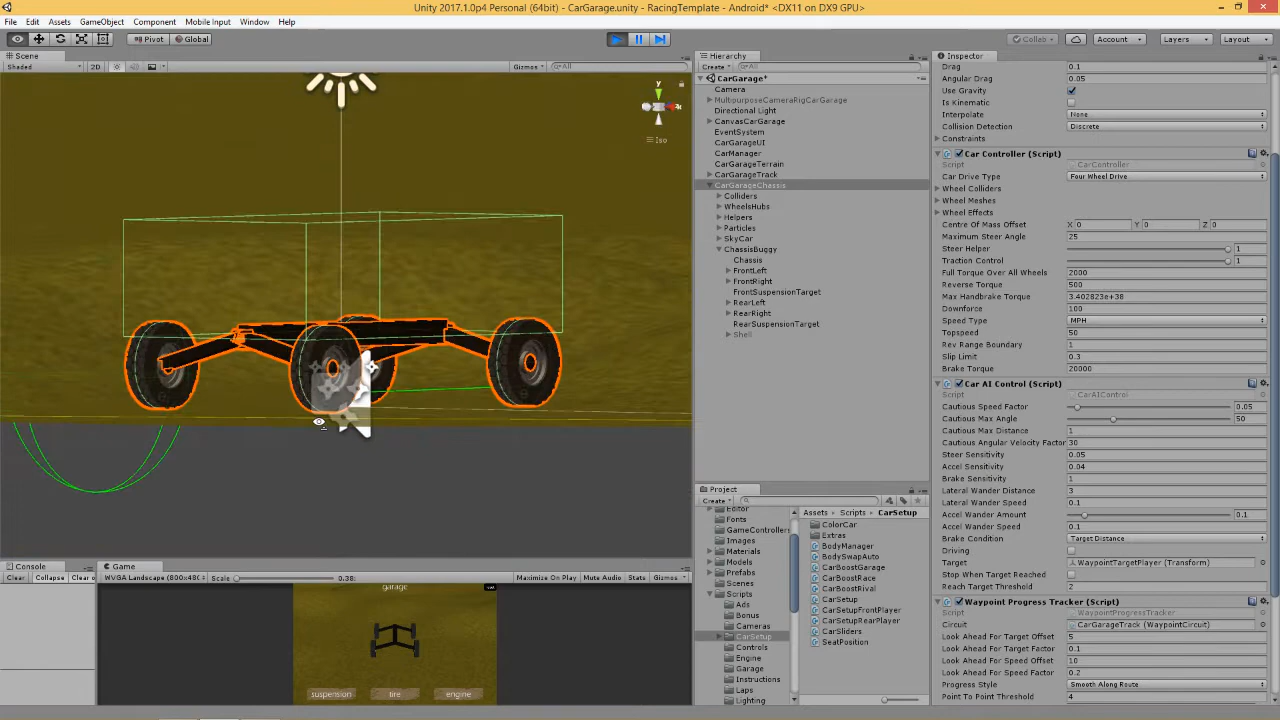 Unity 2017.1.0p4 Personal (64bit) - CarGarage.unity - RacingTemplate - Android* <DX11 on DX9 GPU>
File Edit Assets GameObject Component Mobile Input Window Help
Pivot Global Collab Account Layers Layout
Scene
Shaded 2D Gizmos All
y
Iso
Hierarchy
Create All
CarGarage*
Camera
MultipurposeCameraRigCarGarage
Directional Light
CanvasCarGarage
EventSystem
CarGarageUI
CarManager
CarGarageTerrain
CarGarageTrack
CarGarageChassis
Colliders
WheelsHubs
Helpers
Particles
SkyCar
ChassisBuggy
Chassis
FrontLeft
FrontRight
FrontSuspensionTarget
RearLeft
RearRight
RearSuspensionTarget
Shell
Inspector
Drag 0.1
Angular Drag 0.05
Use Gravity
Is Kinematic
Interpolate None
Collision Detection Discrete
Constraints
Car Controller (Script)
Script CarController
Car Drive Type Four Wheel Drive
Wheel Colliders
Wheel Meshes
Wheel Effects
Centre Of Mass Offset X 0 Y 0 Z 0
Maximum Steer Angle 25
Steer Helper 1
Traction Control 1
Full Torque Over All Wheels 2000
Reverse Torque 500
Max Handbrake Torque 3.402823e+38
Downforce 100
Speed Type MPH
Topspeed 50
Rev Range Boundary 1
Slip Limit 0.3
Brake Torque 20000
Car AI Control (Script)
Script CarAIControl
Cautious Speed Factor 0.05
Cautious Max Angle 50
Cautious Max Distance 1
Cautious Angular Velocity Factor 30
Steer Sensitivity 0.05
Accel Sensitivity 0.04
Brake Sensitivity 1
Lateral Wander Distance 3
Lateral Wander Speed 0.1
Accel Wander Amount 0.1
Accel Wander Speed 0.1
Brake Condition Target Distance
Driving
Target WaypointTargetPlayer (Transform)
Stop When Target Reached
Reach Target Threshold 2
Waypoint Progress Tracker (Script)
Script WaypointProgressTracker
Circuit CarGarageTrack (WaypointCircuit)
Look Ahead For Target Offset 5
Look Ahead For Target Factor 0.1
Look Ahead For Speed Offset 10
Look Ahead For Speed Factor 0.2
Progress Style Smooth Along Route
Point To Point Threshold 4
Project
Create
Editor
Fonts
GameControllers
Images
Materials
Models
Prefabs
Scenes
Scripts
Ads
Bonus
Cameras
CarSetup
Controls
Engine
Garage
Instructions
Laps
Lighting
Assets Scripts CarSetup
ColorCar
Extras
BodyManager
BodySwapAuto
CarBoostGarage
CarBoostRace
CarBoostRival
CarSetup
CarSetupFrontPlayer
CarSetupRearPlayer
CarSliders
SeatPosition
Console
Clear Collapse Clear o
Game
WVGA Landscape (800x480 Scale 0.38: Maximize On Play Mute Audio Stats Gizmos
garage
suspension tire engine